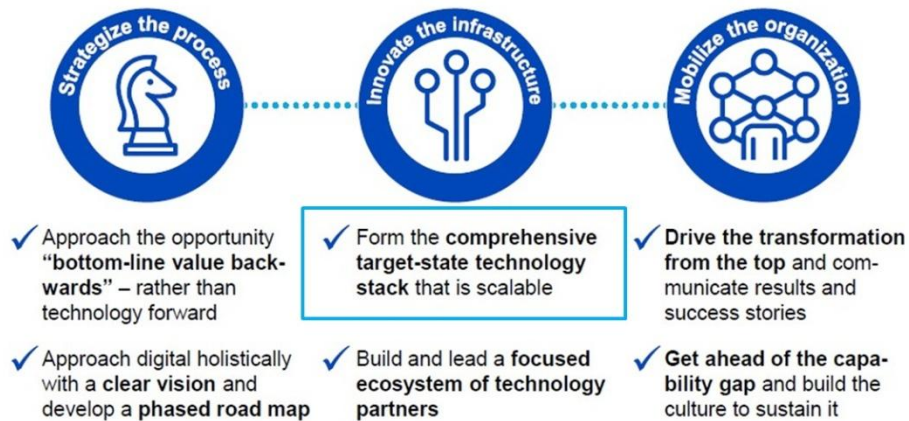 Strategize the process
Innovate the infrastructure
Mobilize the organization
Approach the opportunity
“bottom-line value back-
wards” – rather than
technology forward
Approach digital holistically
with a clear vision and
develop a phased road map
Form the comprehensive
target-state technology
stack that is scalable
Build and lead a focused
ecosystem of technology
partners
Drive the transformation
from the top and com-
municate results and
success stories
Get ahead of the capa-
bility gap and build the
culture to sustain it